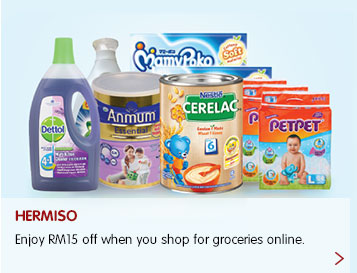 MamyPoko
Dettol
4in1
Anmum
Essential
Nestlé
CERELAC
6
PETPET
L
HERMISO
Enjoy RM15 off when you shop for groceries online.